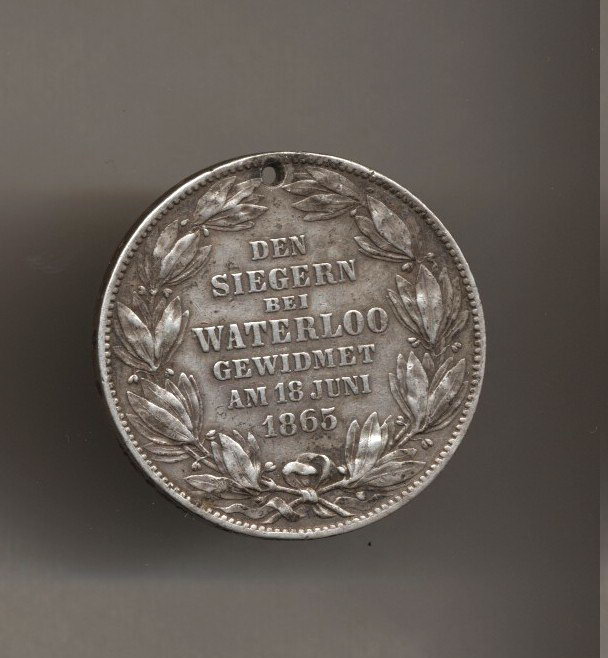 DEN
SIEGERN
BEI
WATERLOO
GEWIDMET
AM 18 JUNI
1865